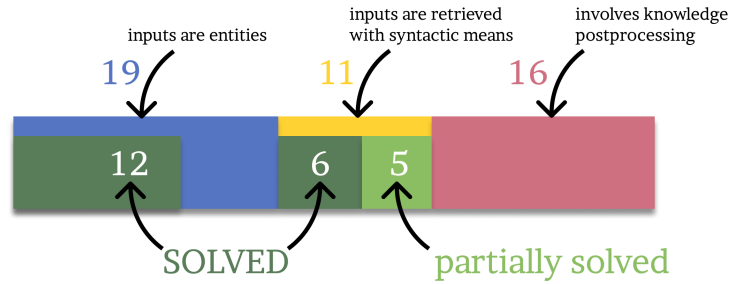 inputs are entities
inputs are retrieved
with syntactic means
involves knowledge
postprocessing
19
11
16
12
6
5
SOLVED
partially solved